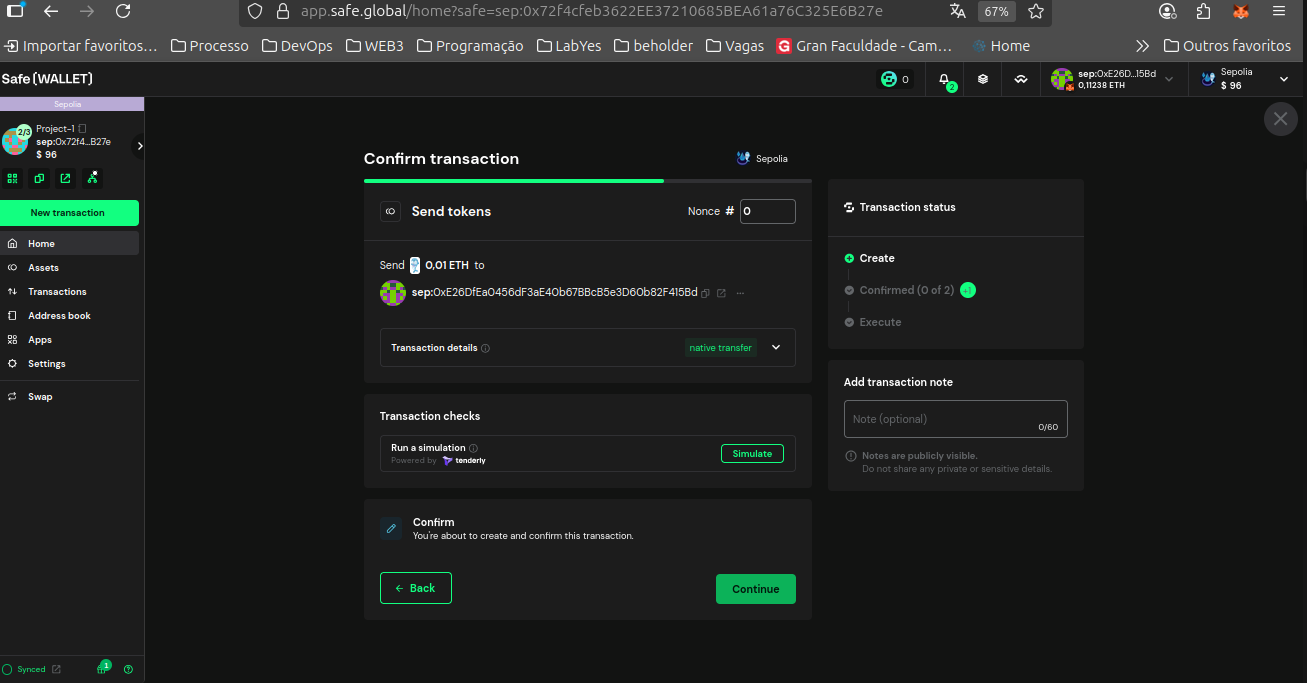 app.safe.global/home?safe=sep:0x72f4cfeb3622EE37210685BEA61a76C325E6B27e
67%
Importar favoritos…
Processo
DevOps
WEB3
Programação
LabYes
beholder
Vagas
Gran Faculdade - Cam…
Home
Outros favoritos
Safe{WALLET}
0
2
sep:0xE26D...15Bd
0,11238 ETH
Sepolia
$ 96
Sepolia
2/3
Project-1
sep:0x72f4...B27e
$ 96
New transaction
Home
Assets
Transactions
Address book
Apps
Settings
Swap
Synced
1
Confirm transaction
Sepolia
Send tokens
Nonce # 0
Send 0,01 ETH to
sep:0xE26DfEa0456dF3aE40b67BBcB5e3D60b82F415Bd
Transaction details
native transfer
Transaction checks
Run a simulation
Powered by tenderly
Simulate
Confirm
You're about to create and confirm this transaction.
Back
Continue
Transaction status
Create
Confirmed (0 of 2)
+1
Execute
Add transaction note
Note (optional)
0/60
Notes are publicly visible.
Do not share any private or sensitive details.